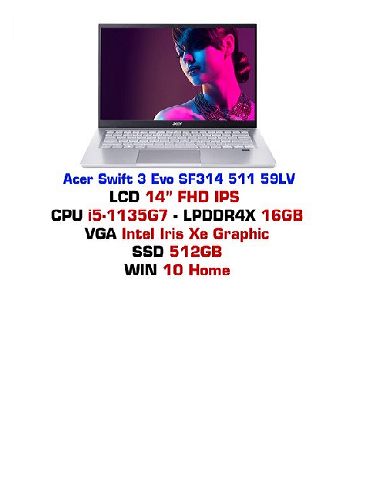 acer
Acer Swift 3 Evo SF314 511 59LV
LCD 14” FHD IPS
CPU i5-1135G7 - LPDDR4X 16GB
VGA Intel Iris Xe Graphic
SSD 512GB
WIN 10 Home